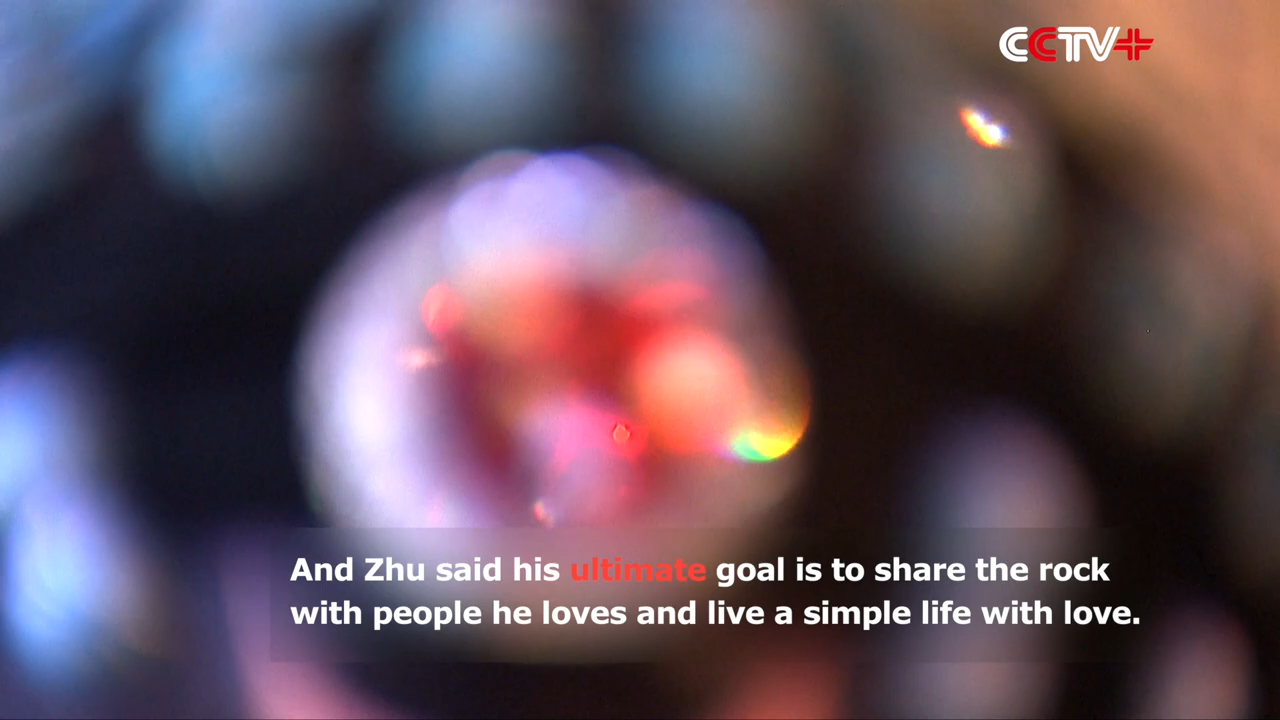 CCTV+
And Zhu said his ultimate goal is to share the rock
with people he loves and live a simple life with love.